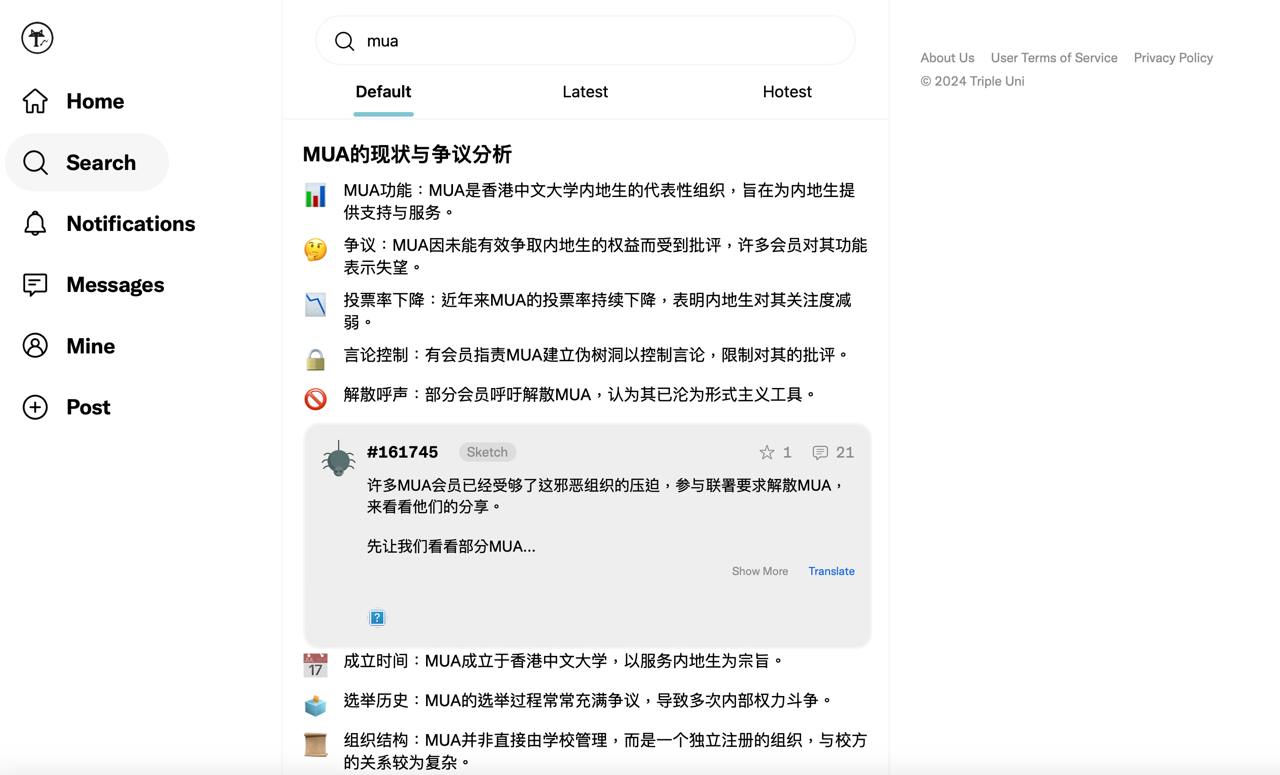 mua
Default
Latest
Hotest
Home
Search
Notifications
Messages
Mine
Post
About Us
User Terms of Service
Privacy Policy
© 2024 Triple Uni
MUA的现状与争议分析
MUA功能：MUA是香港中文大学内地生的代表性组织，旨在为内地生提
供支持与服务。
争议：MUA因未能有效争取内地生的权益而受到批评，许多会员对其功能
表示失望。
投票率下降：近年来MUA的投票率持续下降，表明内地生对其关注度减
弱。
言论控制：有会员指责MUA建立伪树洞以控制言论，限制对其的批评。
解散呼声：部分会员呼吁解散MUA，认为其已沦为形式主义工具。
#161745
Sketch
1
21
许多MUA会员已经受够了这邪恶组织的压迫，参与联署要求解散MUA，
来看看他们的分享。
先让我们看看部分MUA...
Show More
Translate
?
17
成立时间：MUA成立于香港中文大学，以服务内地生为宗旨。
选举历史：MUA的选举过程常常充满争议，导致多次内部权力斗争。
组织结构：MUA并非直接由学校管理，而是一个独立注册的组织，与校方
的关系较为复杂。